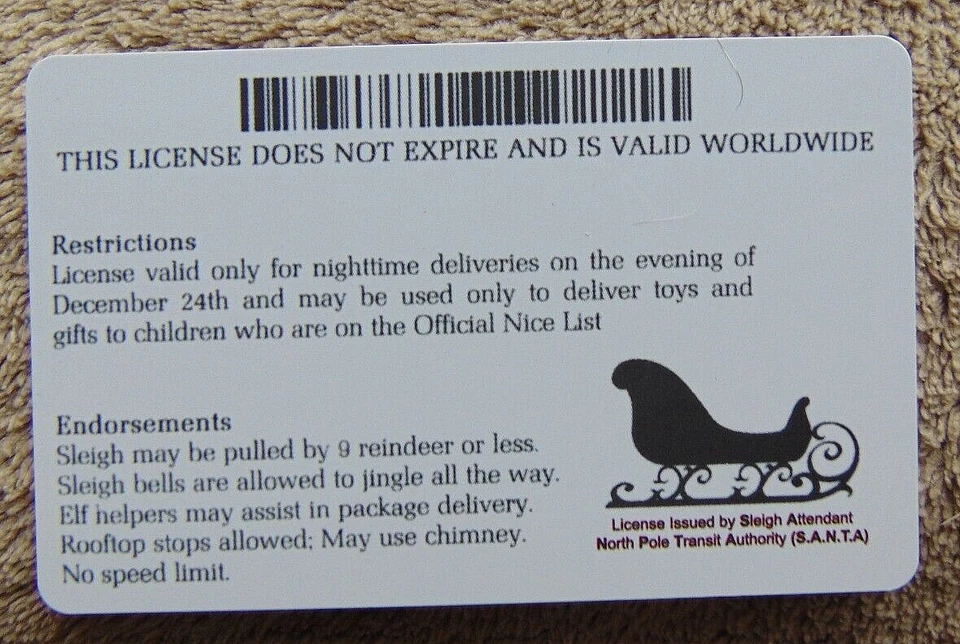 THIS LICENSE DOES NOT EXPIRE AND IS VALID WORLDWIDE
Restrictions
License valid only for nighttime deliveries on the evening of
December 24th and may be used only to deliver toys and
gifts to children who are on the Official Nice List
Endorsements
Sleigh may be pulled by 9 reindeer or less.
Sleigh bells are allowed to jingle all the way.
Elf helpers may assist in package delivery.
Rooftop stops allowed; May use chimney.
No speed limit.
License Issued by Sleigh Attendant
North Pole Transit Authority (S.A.N.T.A)